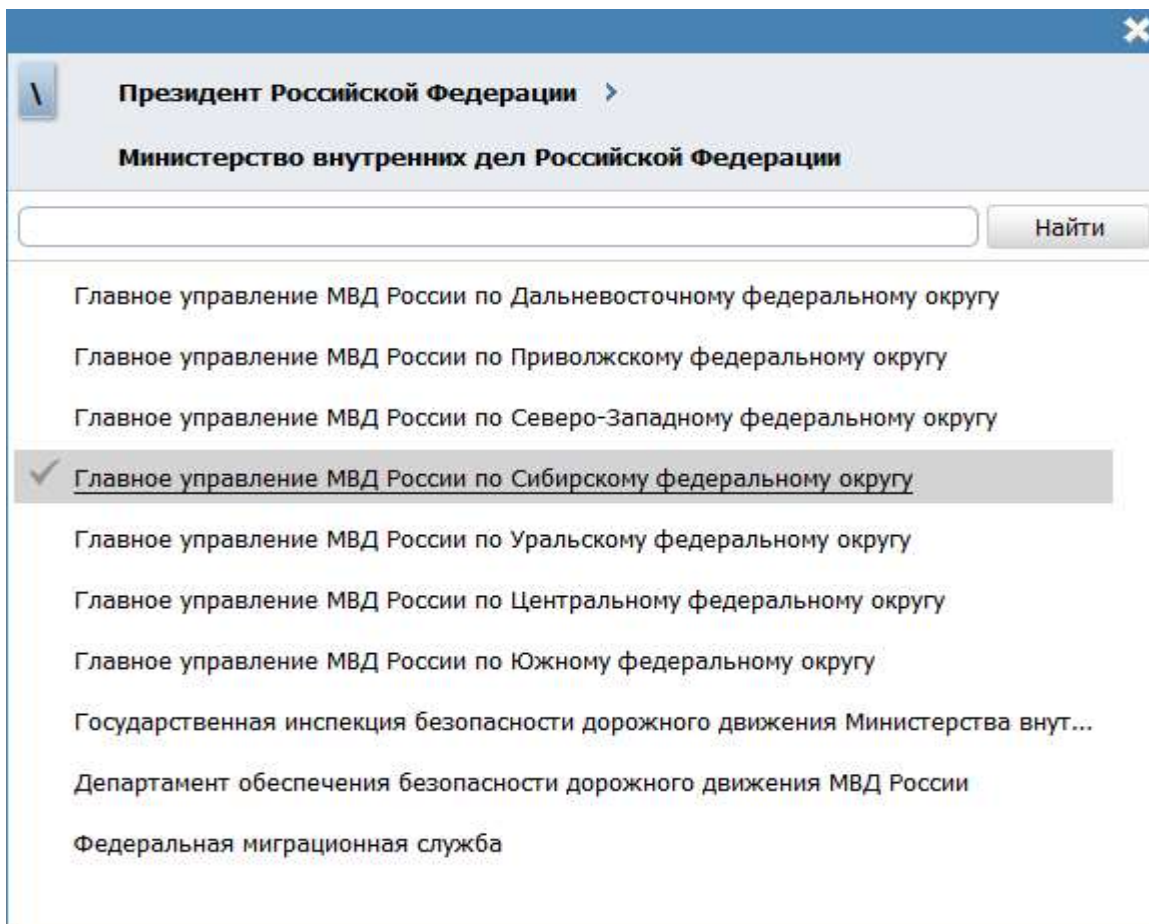 \ Президент Российской Федерации >
Министерство внутренних дел Российской Федерации
Найти
Главное управление МВД России по Дальневосточному федеральному округу
Главное управление МВД России по Приволжскому федеральному округу
Главное управление МВД России по Северо-Западному федеральному округу
Главное управление МВД России по Сибирскому федеральному округу
Главное управление МВД России по Уральскому федеральному округу
Главное управление МВД России по Центральному федеральному округу
Главное управление МВД России по Южному федеральному округу
Государственная инспекция безопасности дорожного движения Министерства внут...
Департамент обеспечения безопасности дорожного движения МВД России
Федеральная миграционная служба